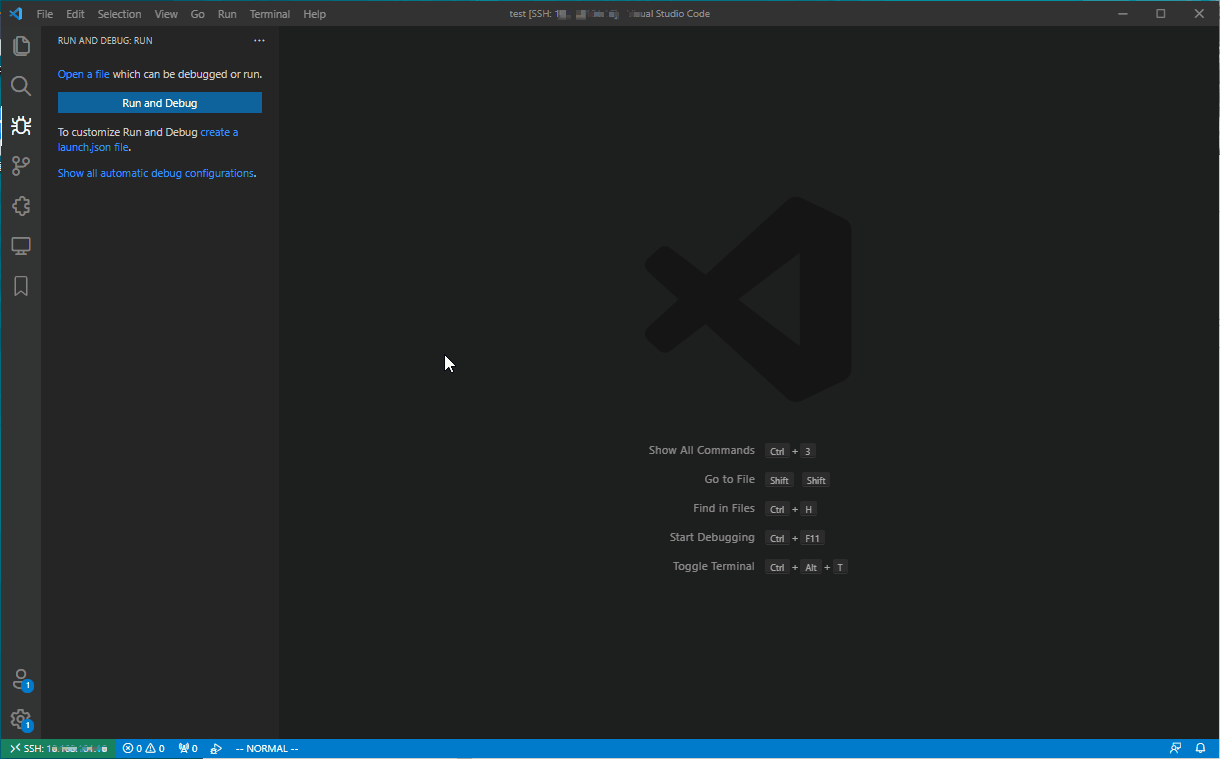 File Edit Selection View Go Run Terminal Help
test [SSH: Visual Studio Code
RUN AND DEBUG: RUN
Open a file which can be debugged or run.
Run and Debug
To customize Run and Debug create a
launch.json file.
Show all automatic debug configurations.
Show All Commands Ctrl + 3
Go to File Shift Shift
Find in Files Ctrl + H
Start Debugging Ctrl + F11
Toggle Terminal Ctrl + Alt + T
1
1
SSH: 0 0 0 -- NORMAL --